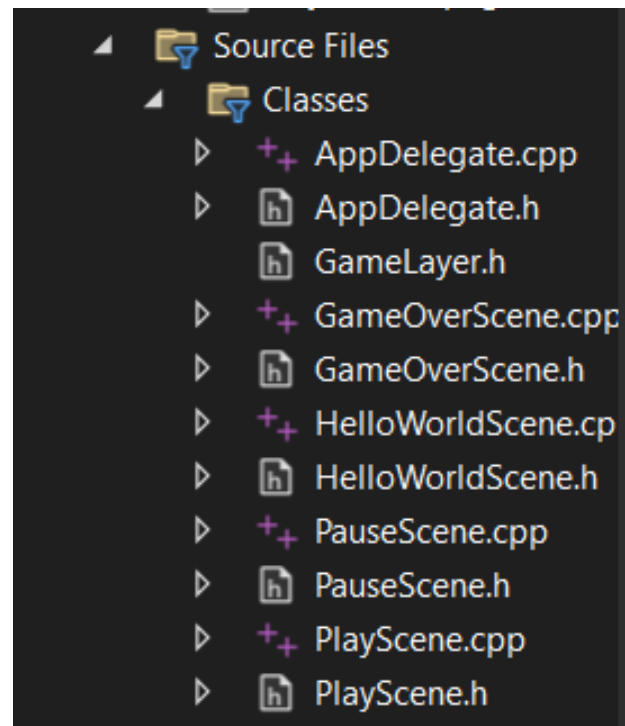 Source Files
Classes
AppDelegate.cpp
AppDelegate.h
GameLayer.h
GameOverScene.cpp
GameOverScene.h
HelloWorldScene.cp
HelloWorldScene.h
PauseScene.cpp
PauseScene.h
PlayScene.cpp
PlayScene.h